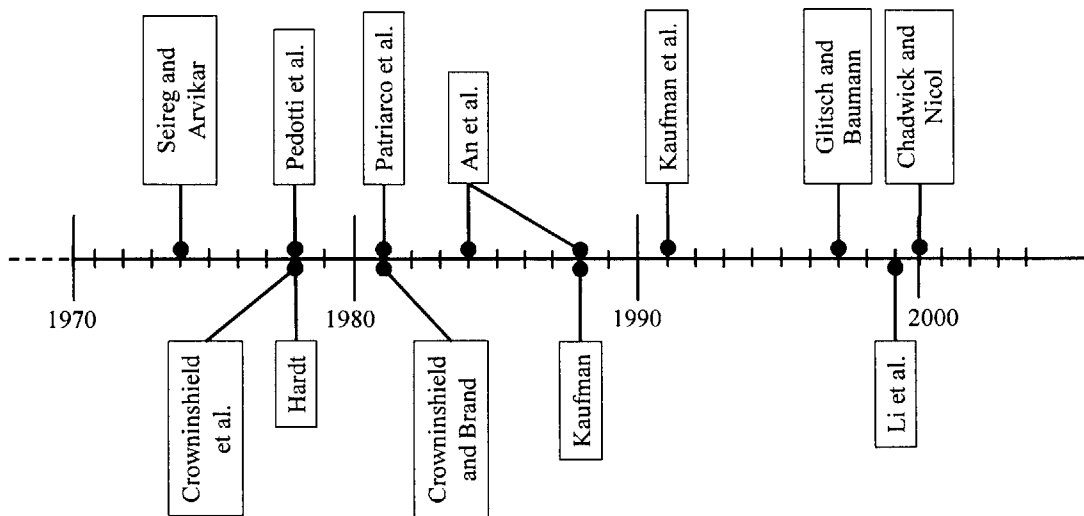 Seireg and
Arvikar
Pedotti et al.
Patriarco et al.
An et al.
Kaufman et al.
Glitsch and
Baumann
Chadwick and
Nicol
1970
1980
1990
2000
Crowninshield
et al.
Hardt
Crowninshield
and Brand
Kaufman
Li et al.